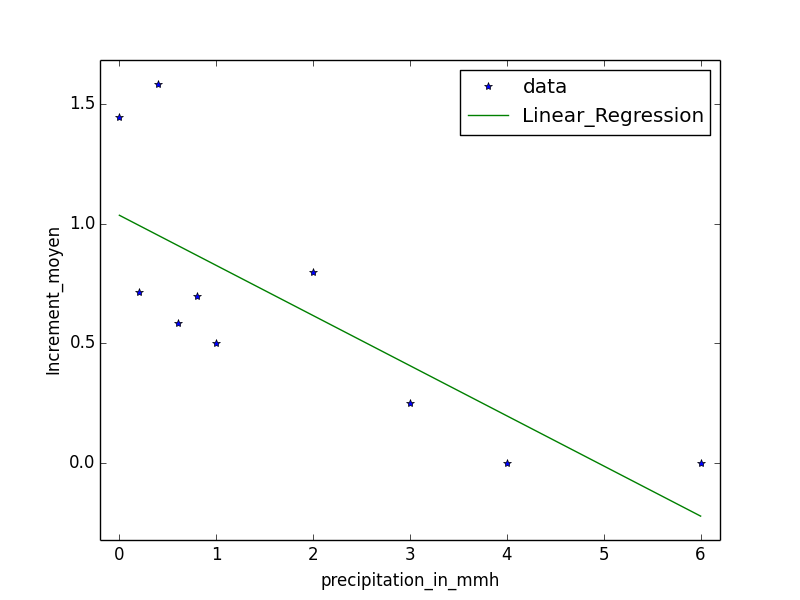 data
Linear_Regression
1.5
1.0
0.5
0.0
Increment_moyen
0 1 2 3 4 5 6
precipitation_in_mmh